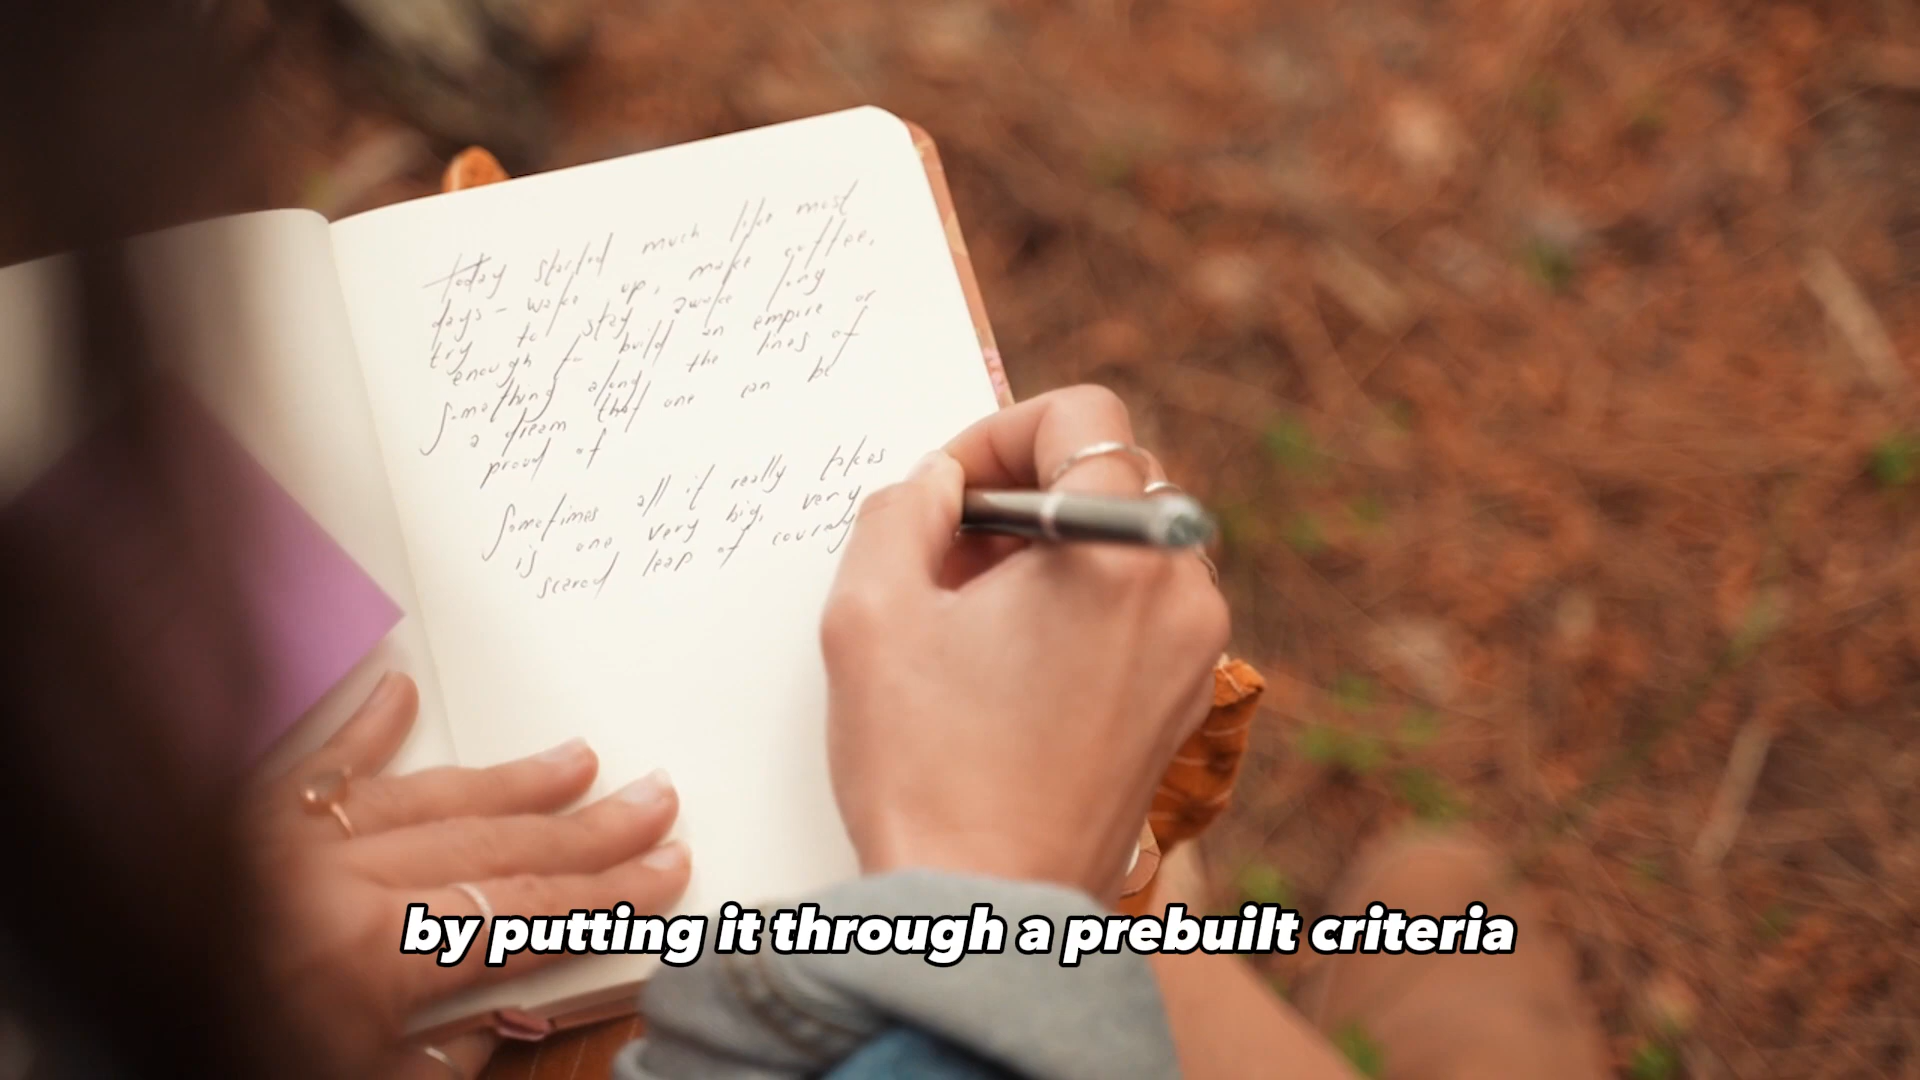 today started much like most
days - wake up, make coffee,
try to stay awake long
enough to build an empire or
something along the lines of
a dream that one can be
proud of
Sometimes all it really takes
is one very big, very
scared leap of courage
by putting it through a prebuilt criteria